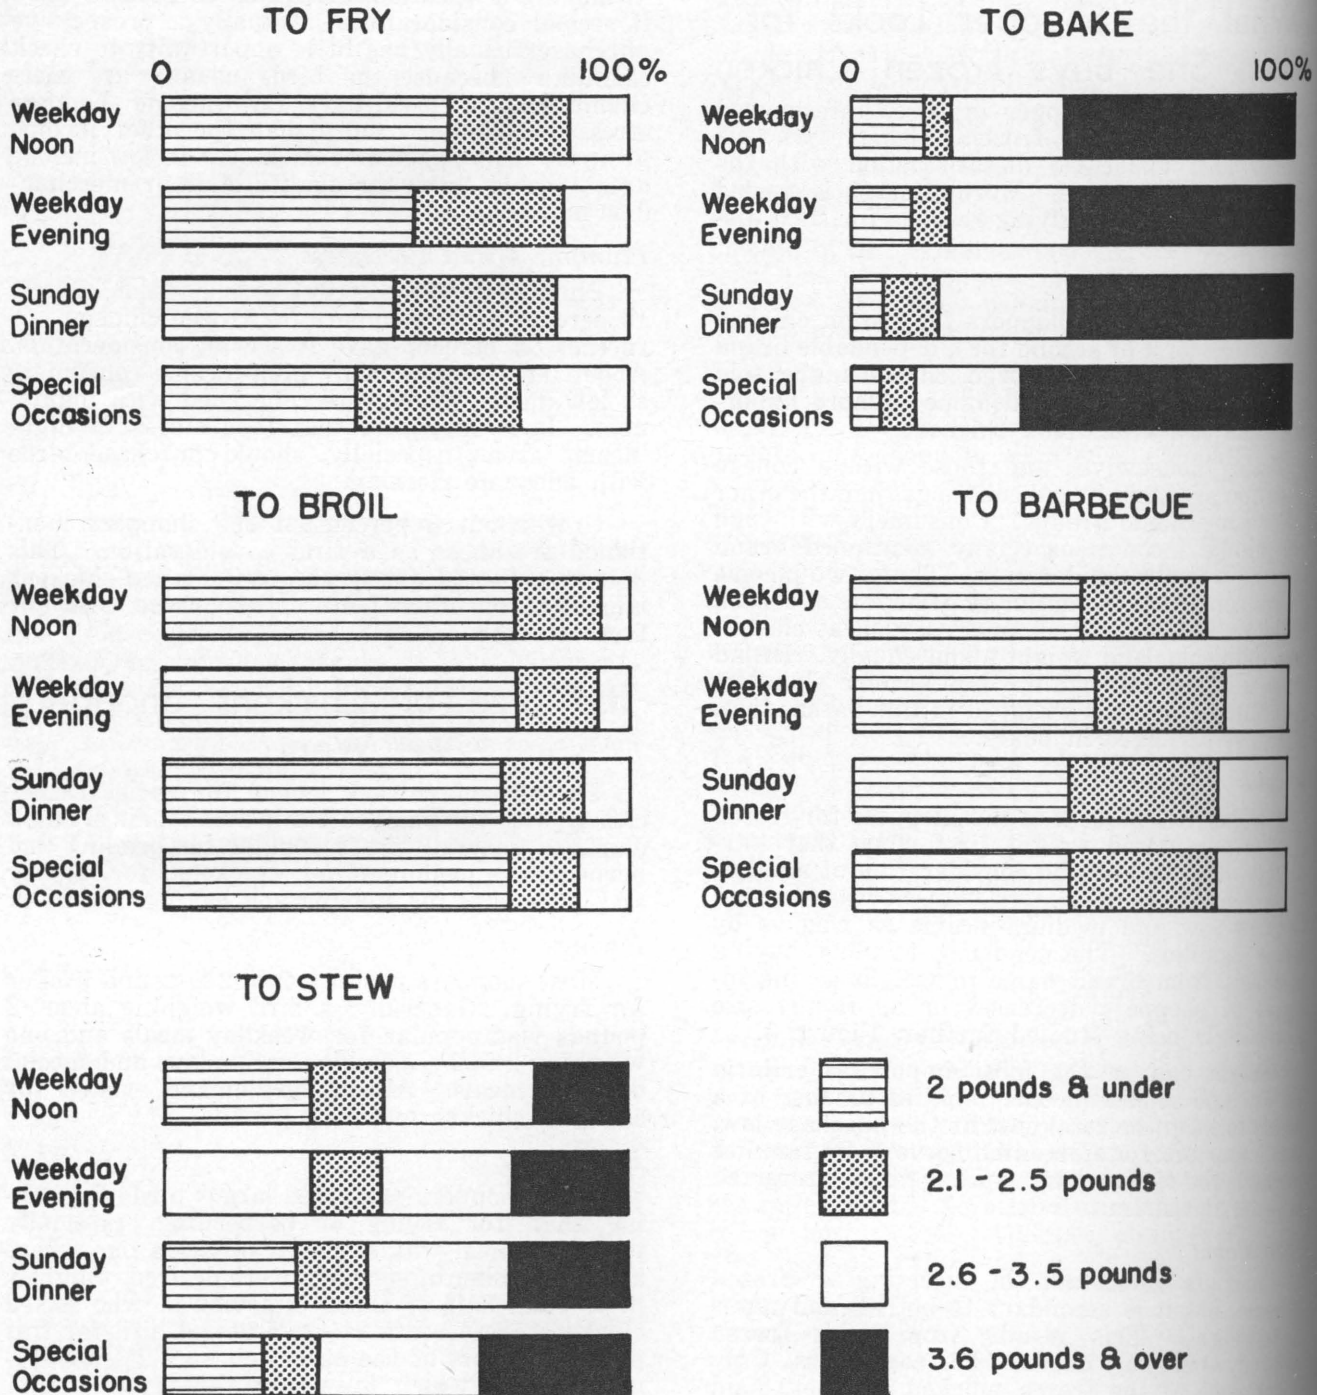 TO FRY
0 100%
Weekday
Noon
Weekday
Evening
Sunday
Dinner
Special
Occasions
TO BAKE
0 100%
Weekday
Noon
Weekday
Evening
Sunday
Dinner
Special
Occasions
TO BROIL
Weekday
Noon
Weekday
Evening
Sunday
Dinner
Special
Occasions
TO BARBECUE
Weekday
Noon
Weekday
Evening
Sunday
Dinner
Special
Occasions
TO STEW
Weekday
Noon
Weekday
Evening
Sunday
Dinner
Special
Occasions
2 pounds & under
2.1 - 2.5 pounds
2.6 - 3.5 pounds
3.6 pounds & over